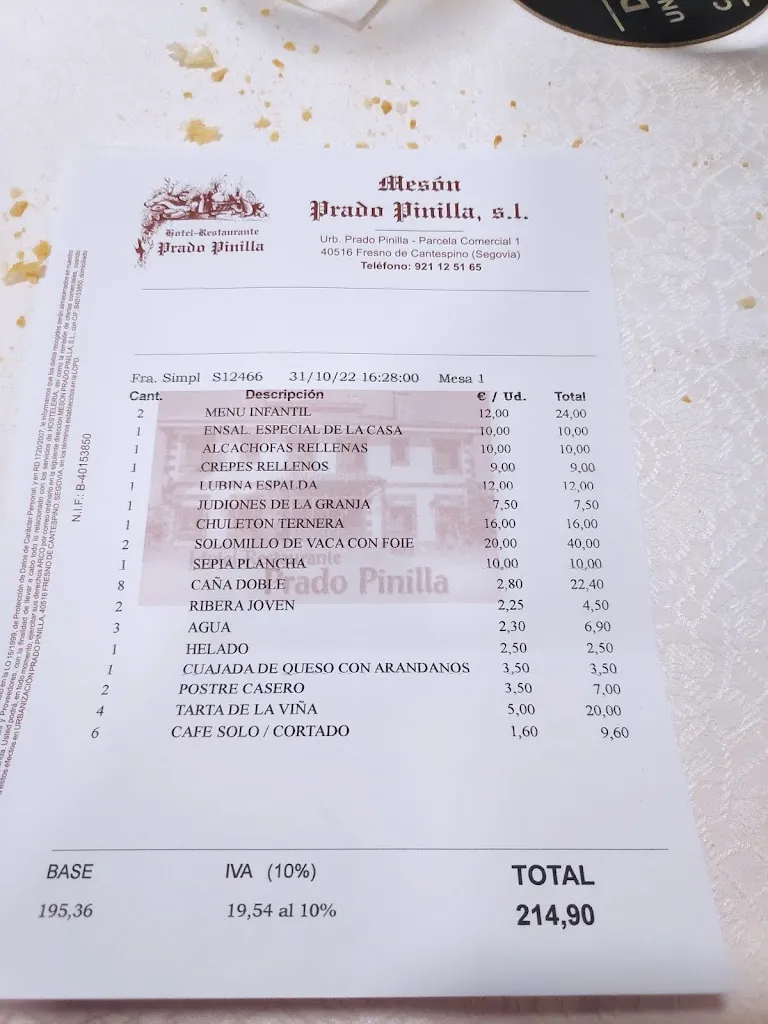 Mesón
Prado Pinilla, s.l.
Hotel-Restaurante
Prado Pinilla
Urb. Prado Pinilla - Parcela Comercial 1
40516 Fresno de Cantespino (Segovia)
Teléfono: 921 12 51 65
Fra. Simpl S12466 31/10/22 16:28:00 Mesa 1
Cant. Descripción € / Ud. Total
2 MENU INFANTIL 12,00 24,00
1 ENSAL. ESPECIAL DE LA CASA 10,00 10,00
1 ALCACHOFAS RELLENAS 10,00 10,00
1 CREPES RELLENOS 9,00 9,00
1 LUBINA ESPALDA 12,00 12,00
1 JUDIONES DE LA GRANJA 7,50 7,50
1 CHULETON TERNERA 16,00 16,00
2 SOLOMILLO DE VACA CON FOIE 20,00 40,00
1 SEPIA PLANCHA 10,00 10,00
8 CAÑA DOBLE 2,80 22,40
2 RIBERA JOVEN 2,25 4,50
3 AGUA 2,30 6,90
1 HELADO 2,50 2,50
1 CUAJADA DE QUESO CON ARANDANOS 3,50 3,50
2 POSTRE CASERO 3,50 7,00
4 TARTA DE LA VIÑA 5,00 20,00
6 CAFE SOLO / CORTADO 1,60 9,60
Hotel-Restaurante
Prado Pinilla
BASE IVA (10%) TOTAL
195,36 19,54 al 10% 214,90
N.I.F.: B-40153850
UN